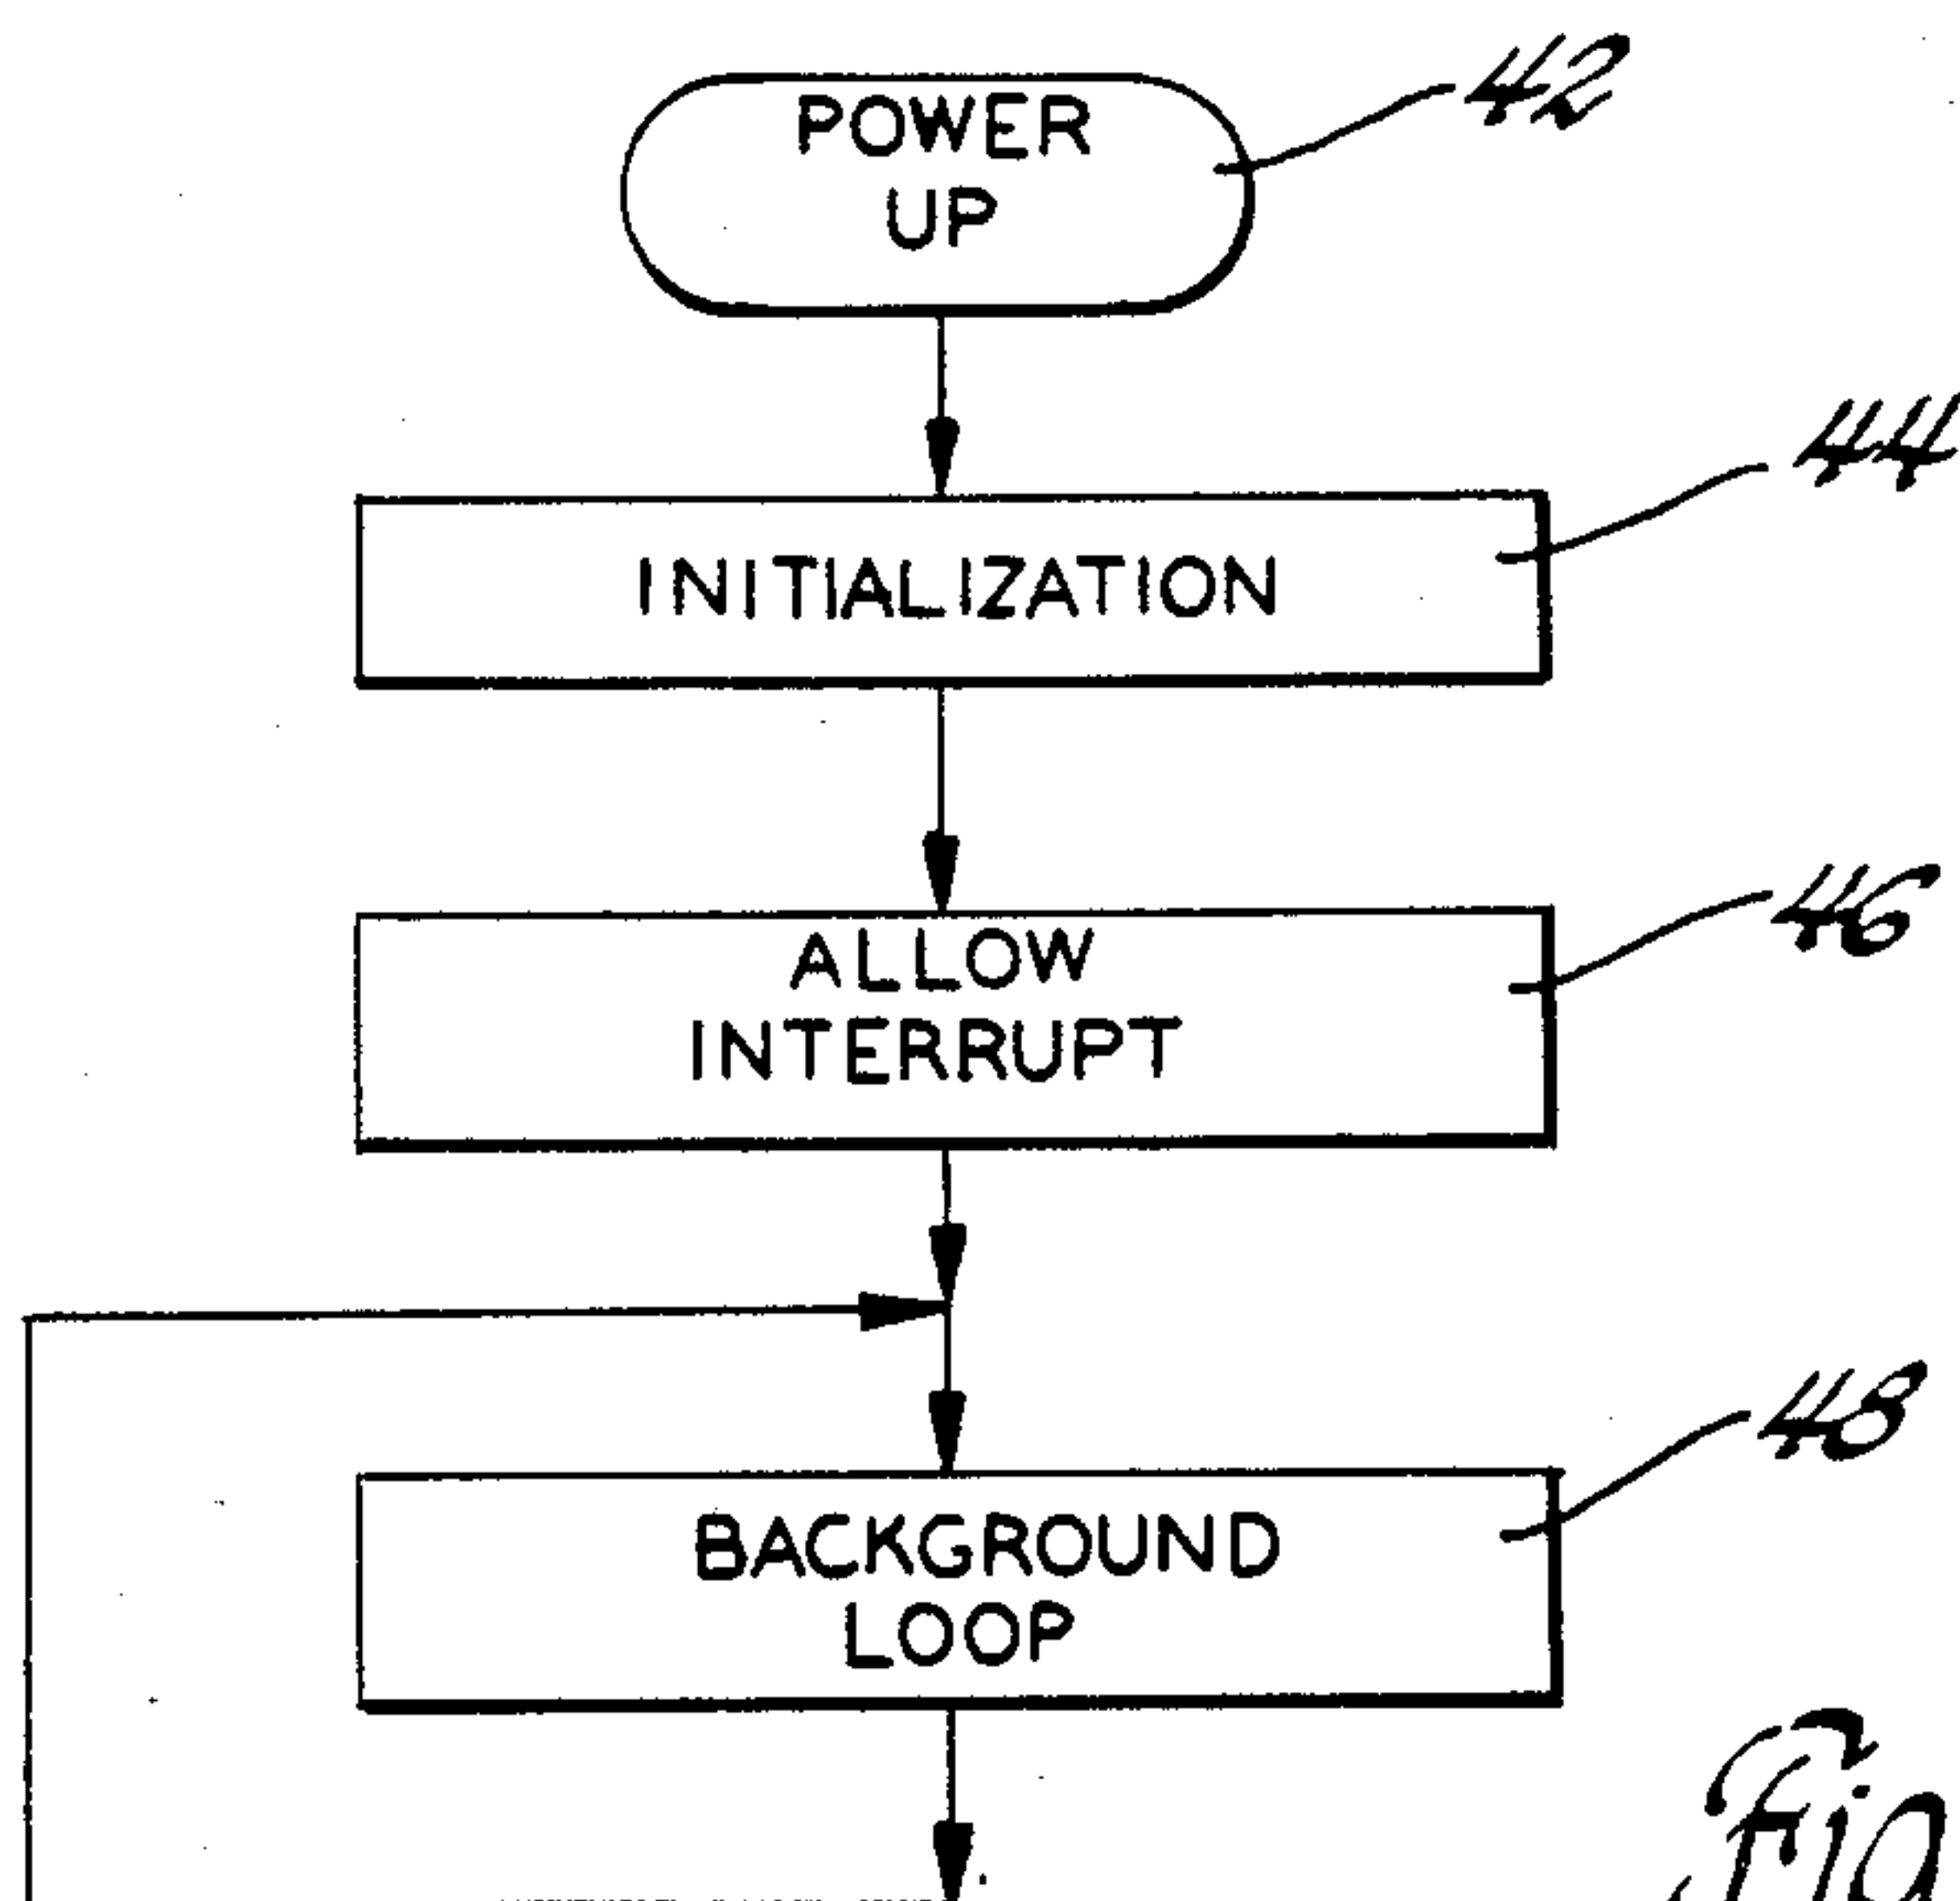 POWER
UP
42
INITIALIZATION
44
ALLOW
INTERRUPT
46
BACKGROUND
LOOP
48